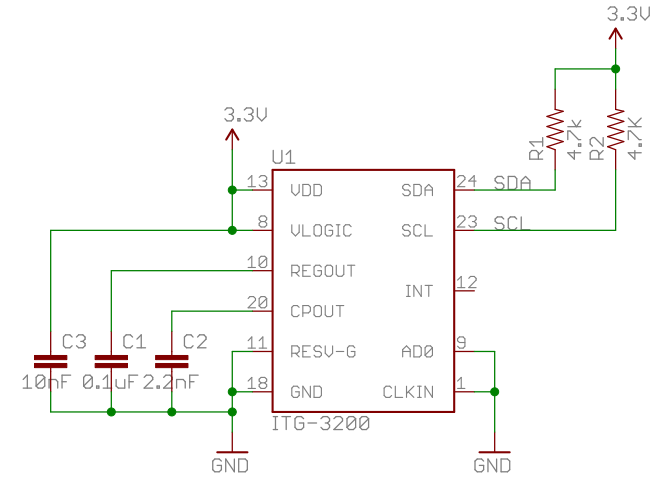 3.3V
3.3V
R1
4.7k
R2
4.7K
U1
13 VDD SDA 24 SDA
8 VLOGIC SCL 23 SCL
10 REGOUT
INT 12
20 CPOUT
C3 C1 C2
11 RESV-G AD0 9
10nF 0.1uF 2.2nF
18 GND CLKIN 1
ITG-3200
GND GND